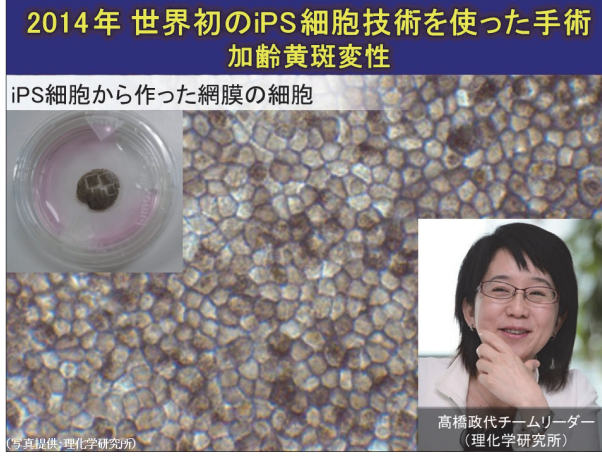 2014年 世界初のiPS細胞技術を使った手術
加齢黄斑変性
iPS細胞から作った網膜の細胞
髙橋政代チームリーダー
（理化学研究所）
（写真提供：理化学研究所）